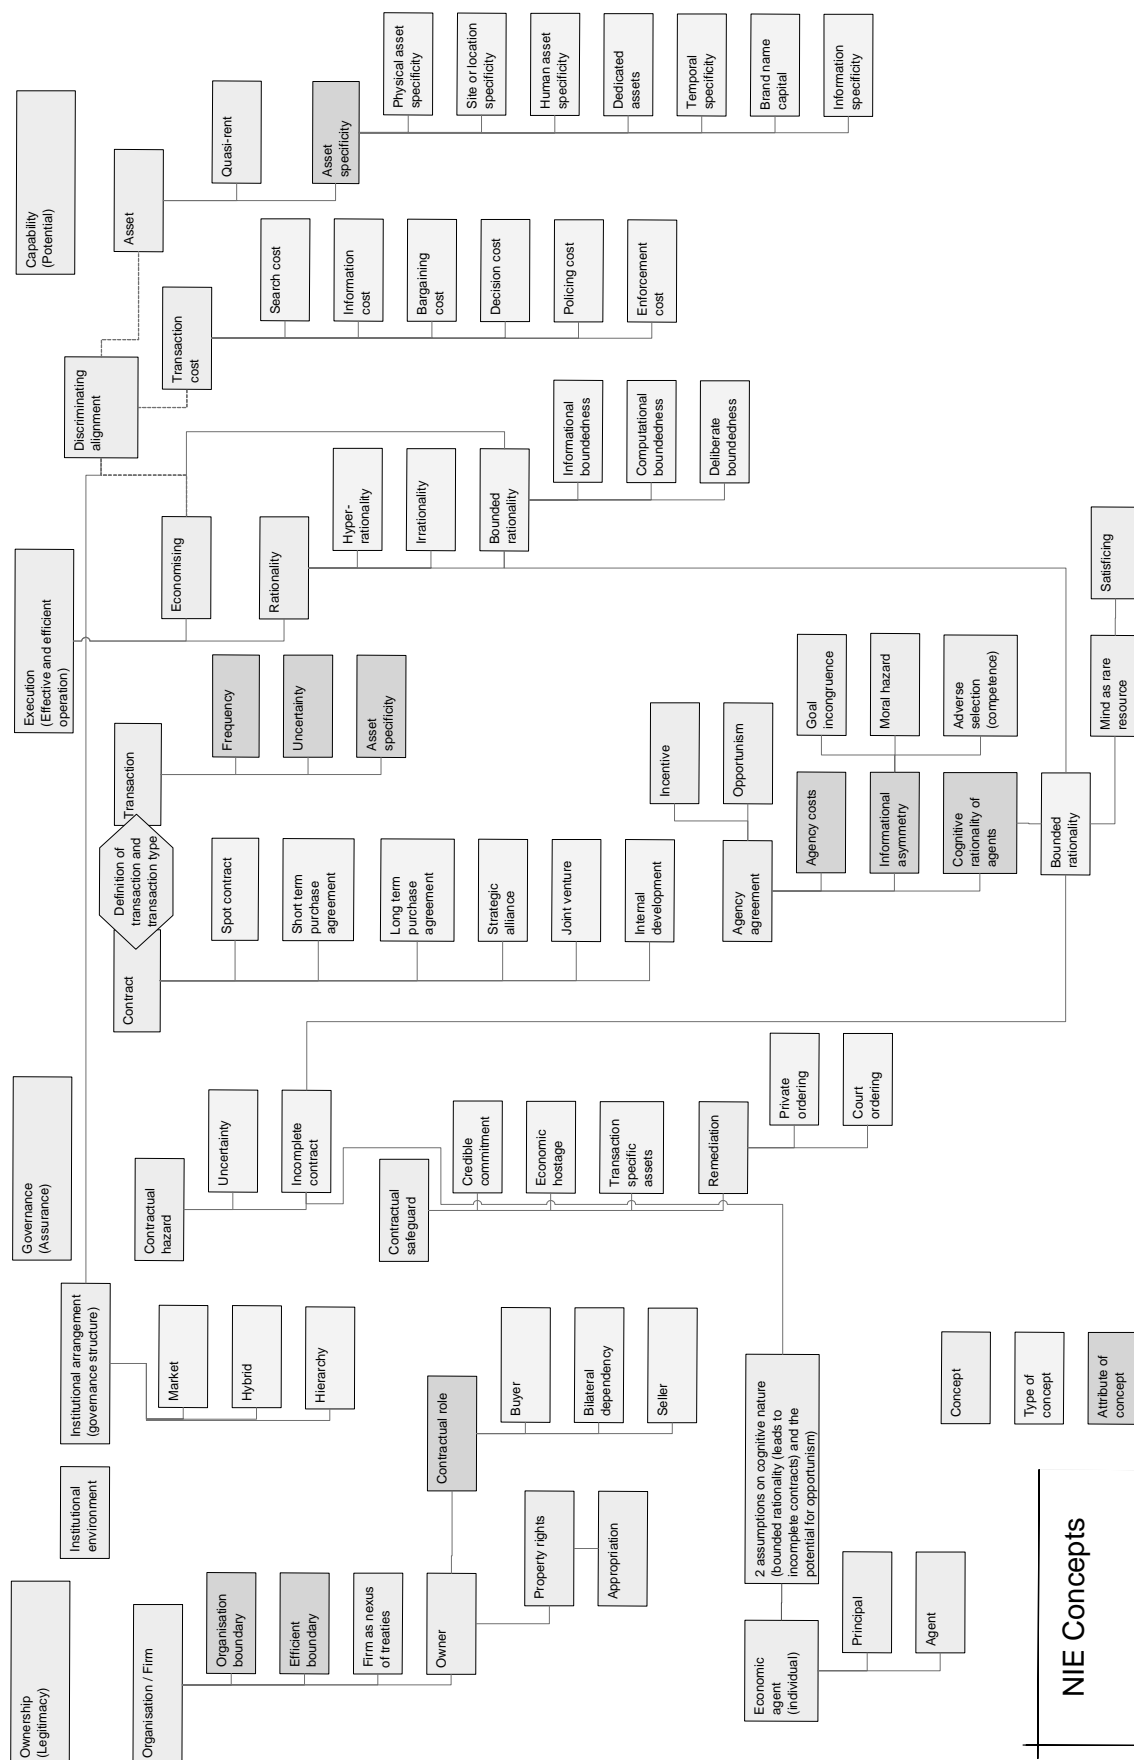 Ownership
(Legitimacy)
Governance
(Assurance)
Execution
(Effective and efficient
operation)
Capability
(Potential)
Institutional
environment
Institutional arrangement
(governance structure)
Discriminating
alignment
Organisation / Firm
Organisation
boundary
Efficient
boundary
Firm as nexus
of treaties
Owner
Property rights
Appropriation
Contractual role
Buyer
Bilateral
dependency
Seller
Market
Hybrid
Hierarchy
Contractual
hazard
Uncertainty
Incomplete
contract
Contractual
safeguard
Credible
commitment
Economic
hostage
Transaction
specific
assets
Remediation
Private
ordering
Court
ordering
Contract
Definition of
transaction and
transaction type
Transaction
Spot contract
Short term
purchase
agreement
Long term
purchase
agreement
Strategic
alliance
Joint venture
Internal
development
Frequency
Uncertainty
Asset
specificity
Agency
agreement
Incentive
Opportunism
Agency costs
Informational
asymmetry
Cognitive
rationality of
agents
Goal
incongruence
Moral hazard
Adverse
selection
(competence)
Bounded
rationality
Mind as rare
resource
Satisficing
Economising
Rationality
Hyper-
rationality
Irrationality
Bounded
rationality
Informational
boundedness
Computational
boundedness
Deliberate
boundedness
Transaction
cost
Search cost
Information
cost
Bargaining
cost
Decision cost
Policing cost
Enforcement
cost
Asset
Quasi-rent
Asset
specificity
Physical asset
specificity
Site or location
specificity
Human asset
specificity
Dedicated
assets
Temporal
specificity
Brand name
capital
Information
specificity
Economic
agent
(individual)
Principal
Agent
2 assumptions on cognitive nature
(bounded rationality (leads to
incomplete contracts) and the
potential for opportunism)
Concept
Type of
concept
Attribute of
concept
NIE Concepts